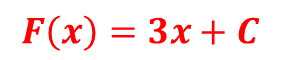 F(x) = 3x + C